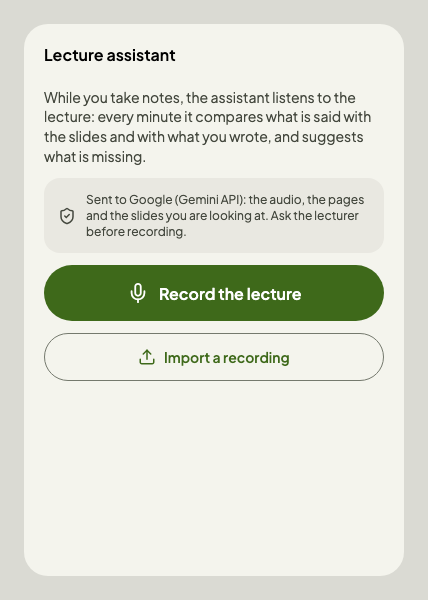 Lecture assistant
While you take notes, the assistant listens to the
lecture: every minute it compares what is said with
the slides and with what you wrote, and suggests
what is missing.
Sent to Google (Gemini API): the audio, the pages
and the slides you are looking at. Ask the lecturer
before recording.
Record the lecture
Import a recording